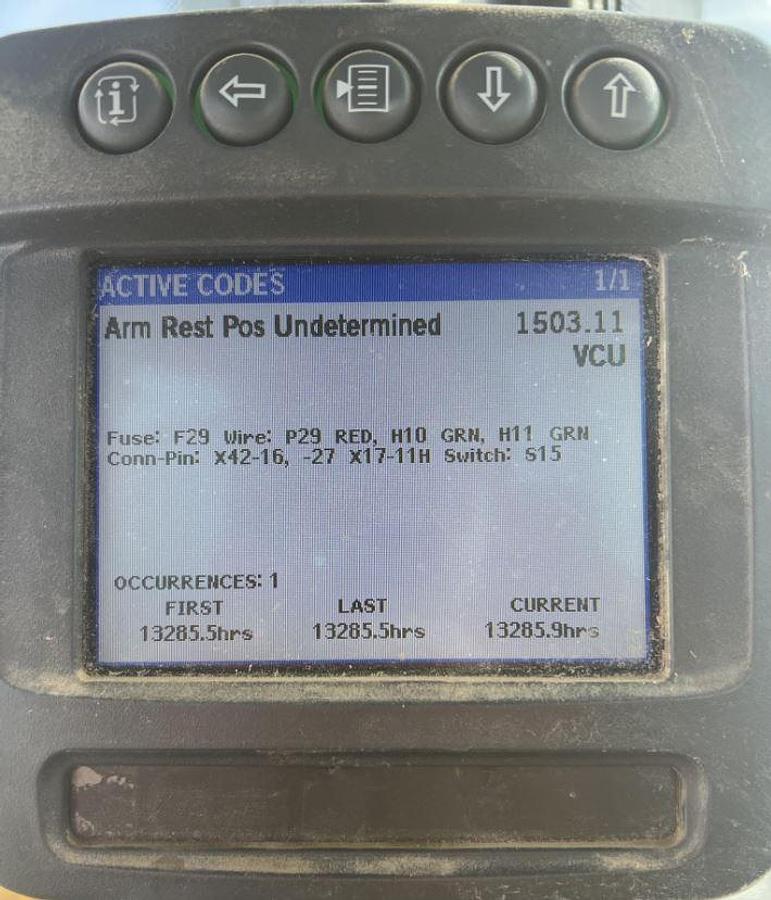 ACTIVE CODES 1/1
Arm Rest Pos Undetermined 1503.11
VCU
Fuse: F29 Wire: P29 RED, H10 GRN, H11 GRN
Conn-Pin: X42-16, -27 X17-11H Switch: S15
OCCURRENCES: 1
FIRST LAST CURRENT
13285.5hrs 13285.5hrs 13285.9hrs